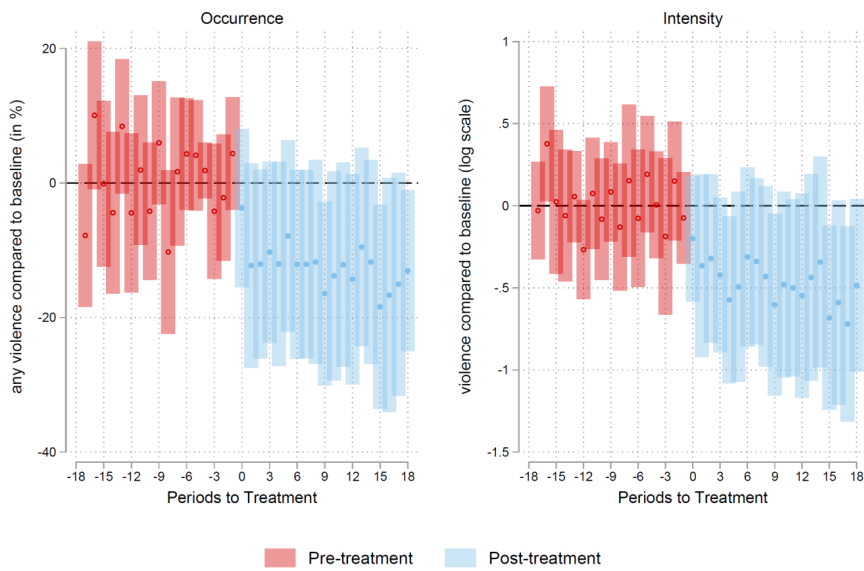 Occurrence
any violence compared to baseline (in %)
20
0
-20
-40
-18 -15 -12 -9 -6 -3 0 3 6 9 12 15 18
Periods to Treatment
Intensity
violence compared to baseline (log scale)
1
.5
0
-.5
-1
-1.5
-18 -15 -12 -9 -6 -3 0 3 6 9 12 15 18
Periods to Treatment
Pre-treatment Post-treatment